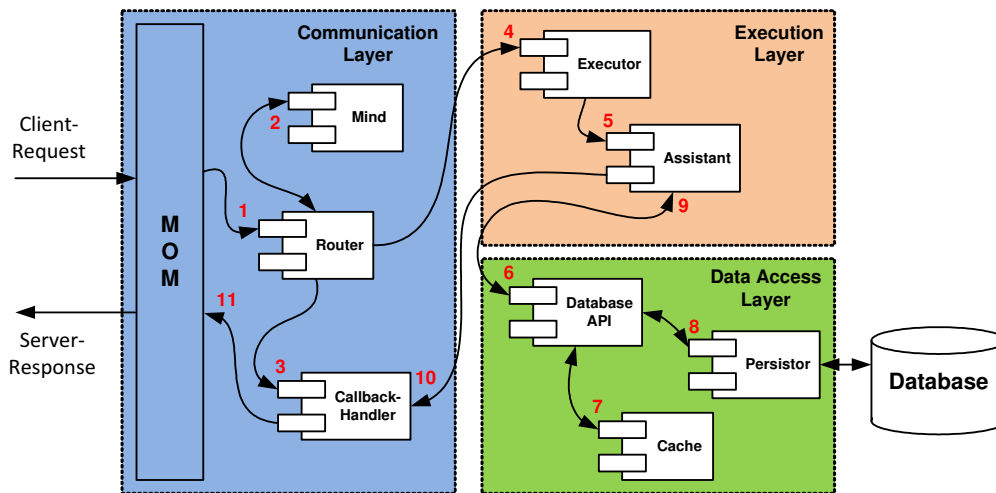 Client-
Request
Server-
Response
M
O
M
Communication
Layer
2
Mind
1
Router
11
3
Callback-
Handler
10
Execution
Layer
4
Executor
5
Assistant
9
Data Access
Layer
6
Database
API
8
Persistor
7
Cache
Database